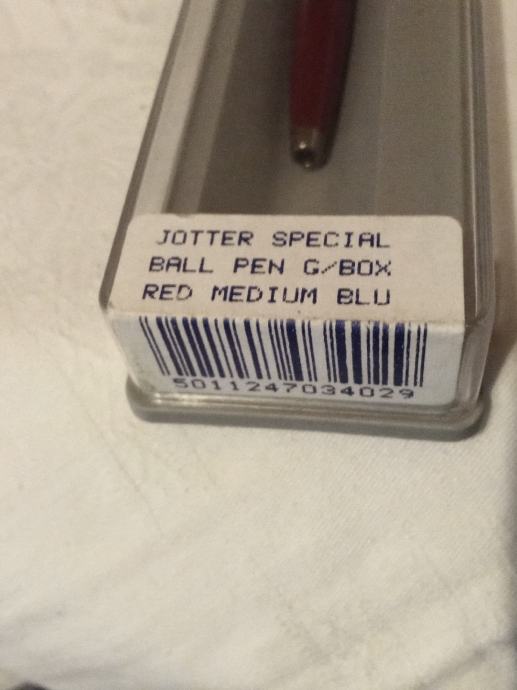 JOTTER SPECIAL
BALL PEN G/BOX
RED MEDIUM BLU
5011247034029